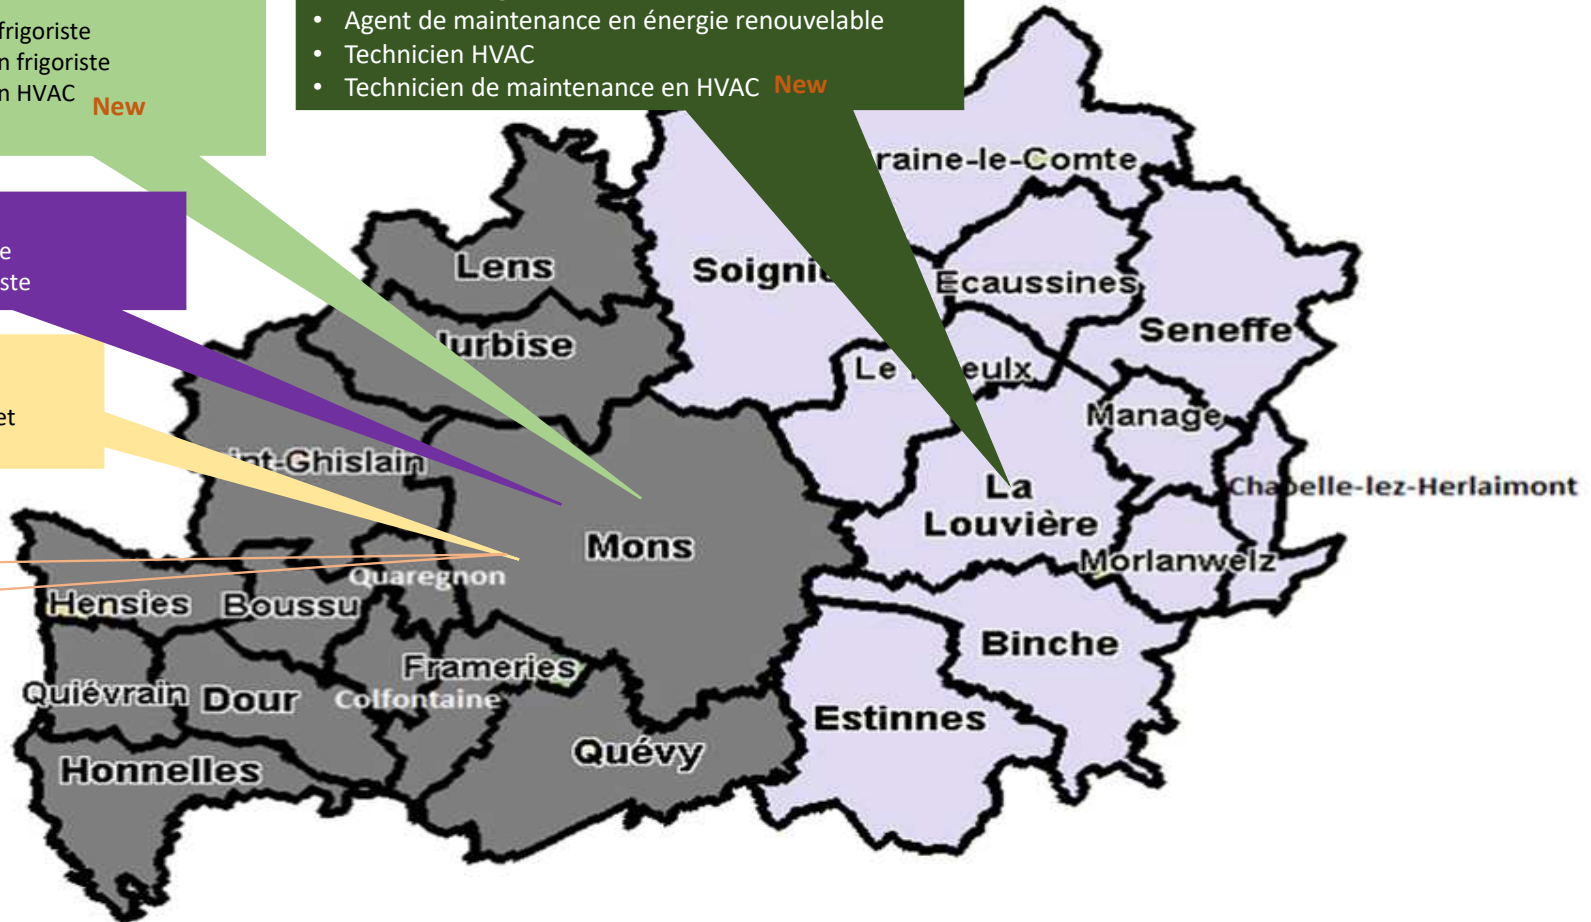 frigoriste
n frigoriste
n HVAC New
• Agent de maintenance en énergie renouvelable
• Technicien HVAC
• Technicien de maintenance en HVAC New
e
ste
et
raine-le-Comte
Lens
Soignie
Ecaussines
Seneffe
urbise
Le
eulx
Manage
int-Ghislain
La
Louvière
Chapelle-lez-Herlaimont
Mons
Morlanwelz
Quaregnon
Hensies
Boussu
Binche
Frameries
Quiévrain
Dour
Colfontaine
Estinnes
Quévy
Honnelles